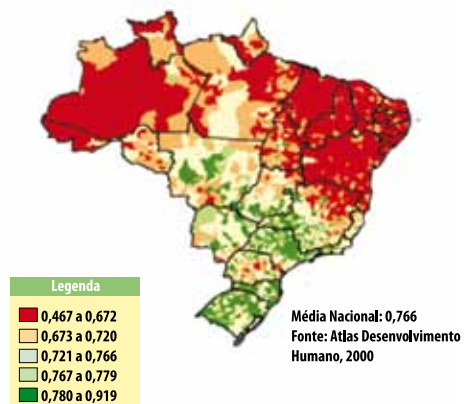 Legenda
0,467 a 0,672
0,673 a 0,720
0,721 a 0,766
0,767 a 0,779
0,780 a 0,919
Média Nacional: 0,766
Fonte: Atlas Desenvolvimento
Humano, 2000